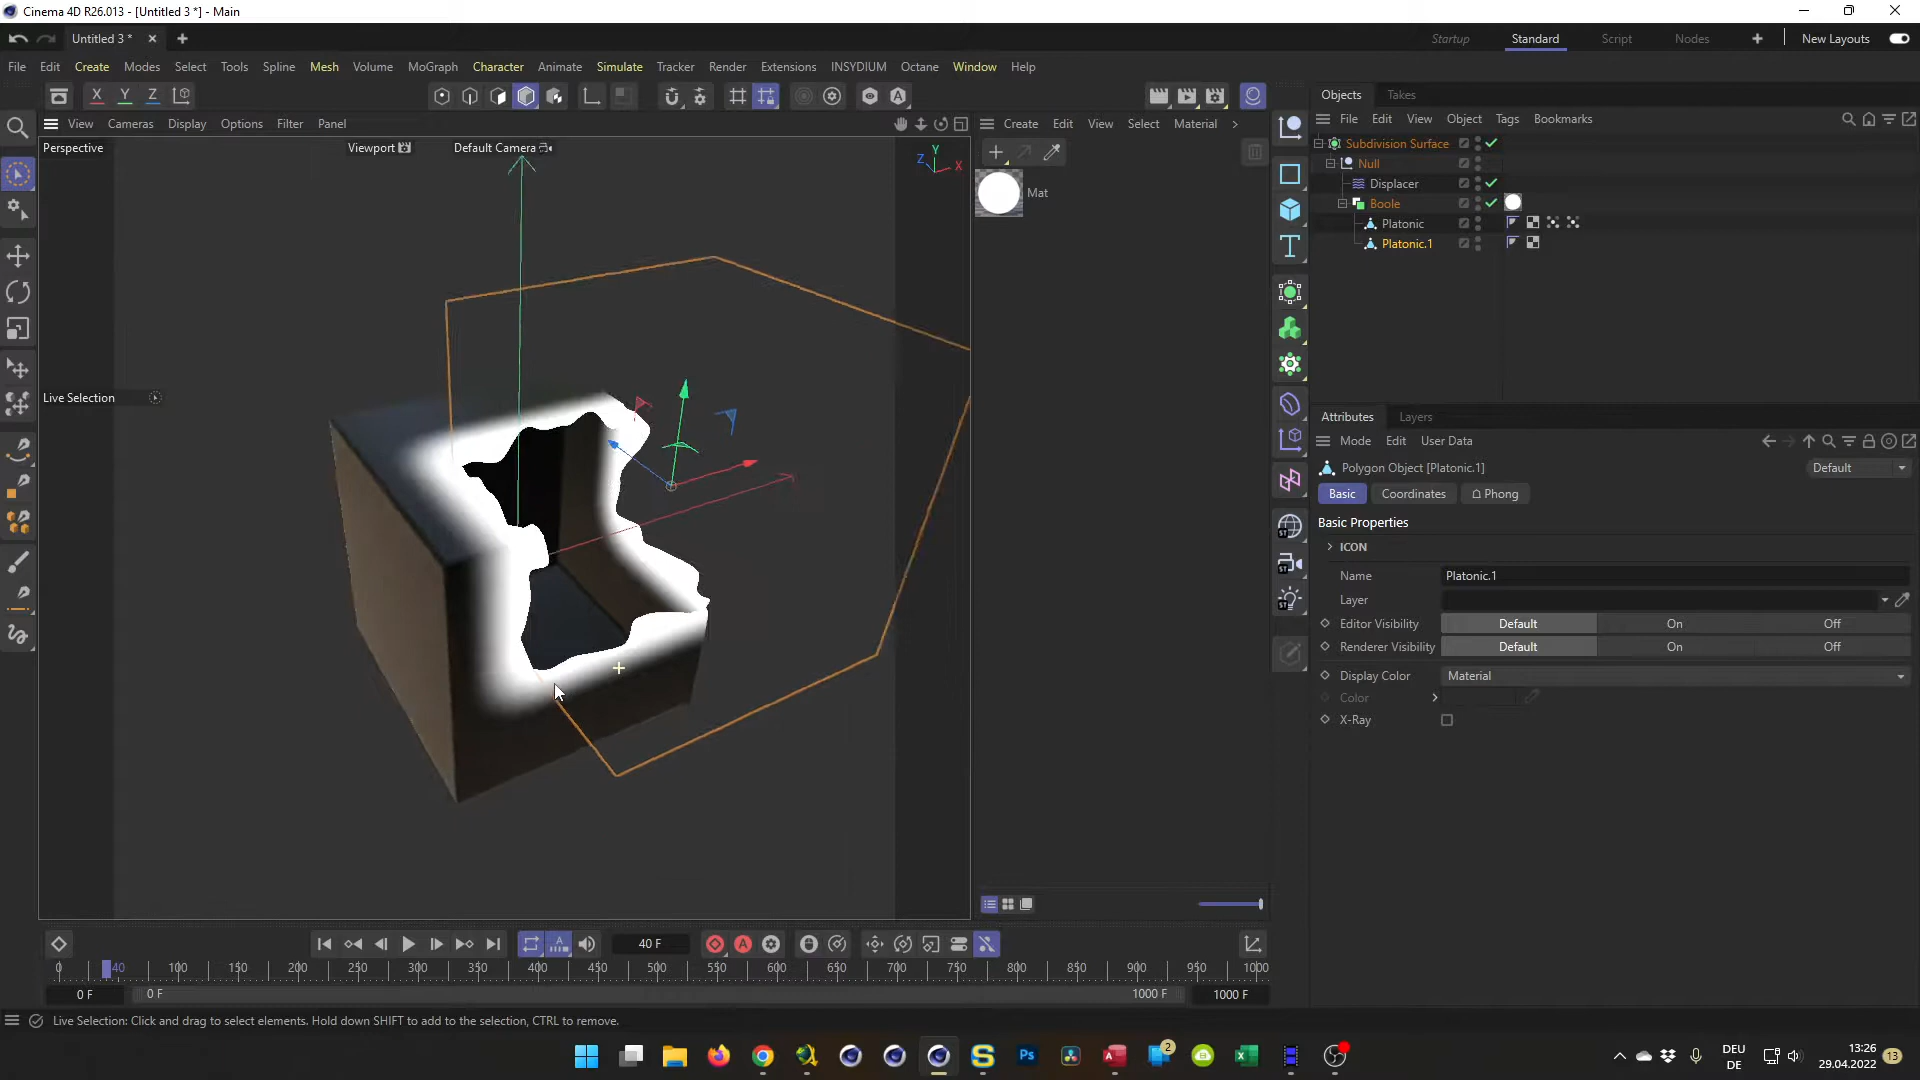 Cinema 4D R26.013 - [Untitled 3 *] - Main
Untitled 3 *
Startup Standard Script Nodes New Layouts
File Edit Create Modes Select Tools Spline Mesh Volume MoGraph Character Animate Simulate Tracker Render Extensions INSYDIUM Octane Window Help
X Y Z
Objects Takes
View Cameras Display Options Filter Panel
Create Edit View Select Material
File Edit View Object Tags Bookmarks
Perspective
Viewport
Default Camera
Y
Z
X
Mat
Subdivision Surface
Null
Displacer
Boole
Platonic
Platonic.1
Live Selection
Attributes Layers
Mode Edit User Data
Polygon Object [Platonic.1]
Default
Basic Coordinates Phong
Basic Properties
ICON
Name Platonic.1
Layer
Editor Visibility Default On Off
Renderer Visibility Default On Off
Display Color Material
Color
X-Ray
ST
ST
ST
40 F
0 40 100 150 200 250 300 350 400 450 500 550 600 650 700 750 800 850 900 950 1000
0 F 0 F 1000 F 1000 F
Live Selection: Click and drag to select elements. Hold down SHIFT to add to the selection, CTRL to remove.
Ps
2
DEU
DE
13:26
29.04.2022
13